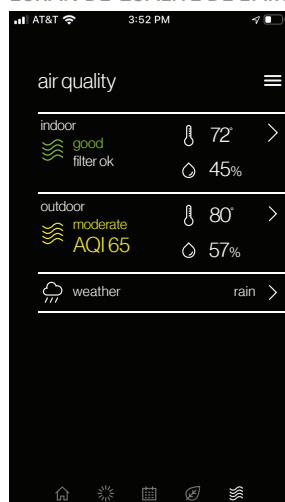 AT&T 3:52 PM
air quality
indoor
good
filter ok
72°
45%
outdoor
moderate
AQI 65
80°
57%
weather rain